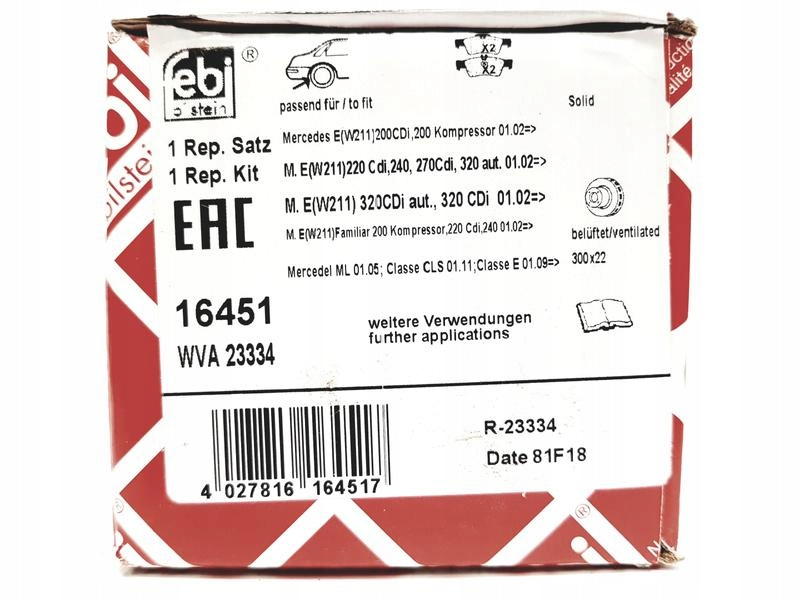 febi
bilstein
®
X2
X2
passend für / to fit
Solid
1 Rep. Satz
1 Rep. Kit
EAC
Mercedes E(W211)200CDi,200 Kompressor 01.02=>
M. E(W211)220 Cdi,240, 270Cdi, 320 aut. 01.02=>
M. E(W211) 320CDi aut., 320 CDi 01.02=>
M. E(W211)Familiar 200 Kompressor,220 Cdi,240 01.02=>
Mercedel ML 01.05; Classe CLS 01.11;Classe E 01.09=>
belüftet/ventilated
300x22
16451
WVA 23334
weitere Verwendungen
further applications
R-23334
Date 81F18
4 027816 164517
bi
bilstein
®
®